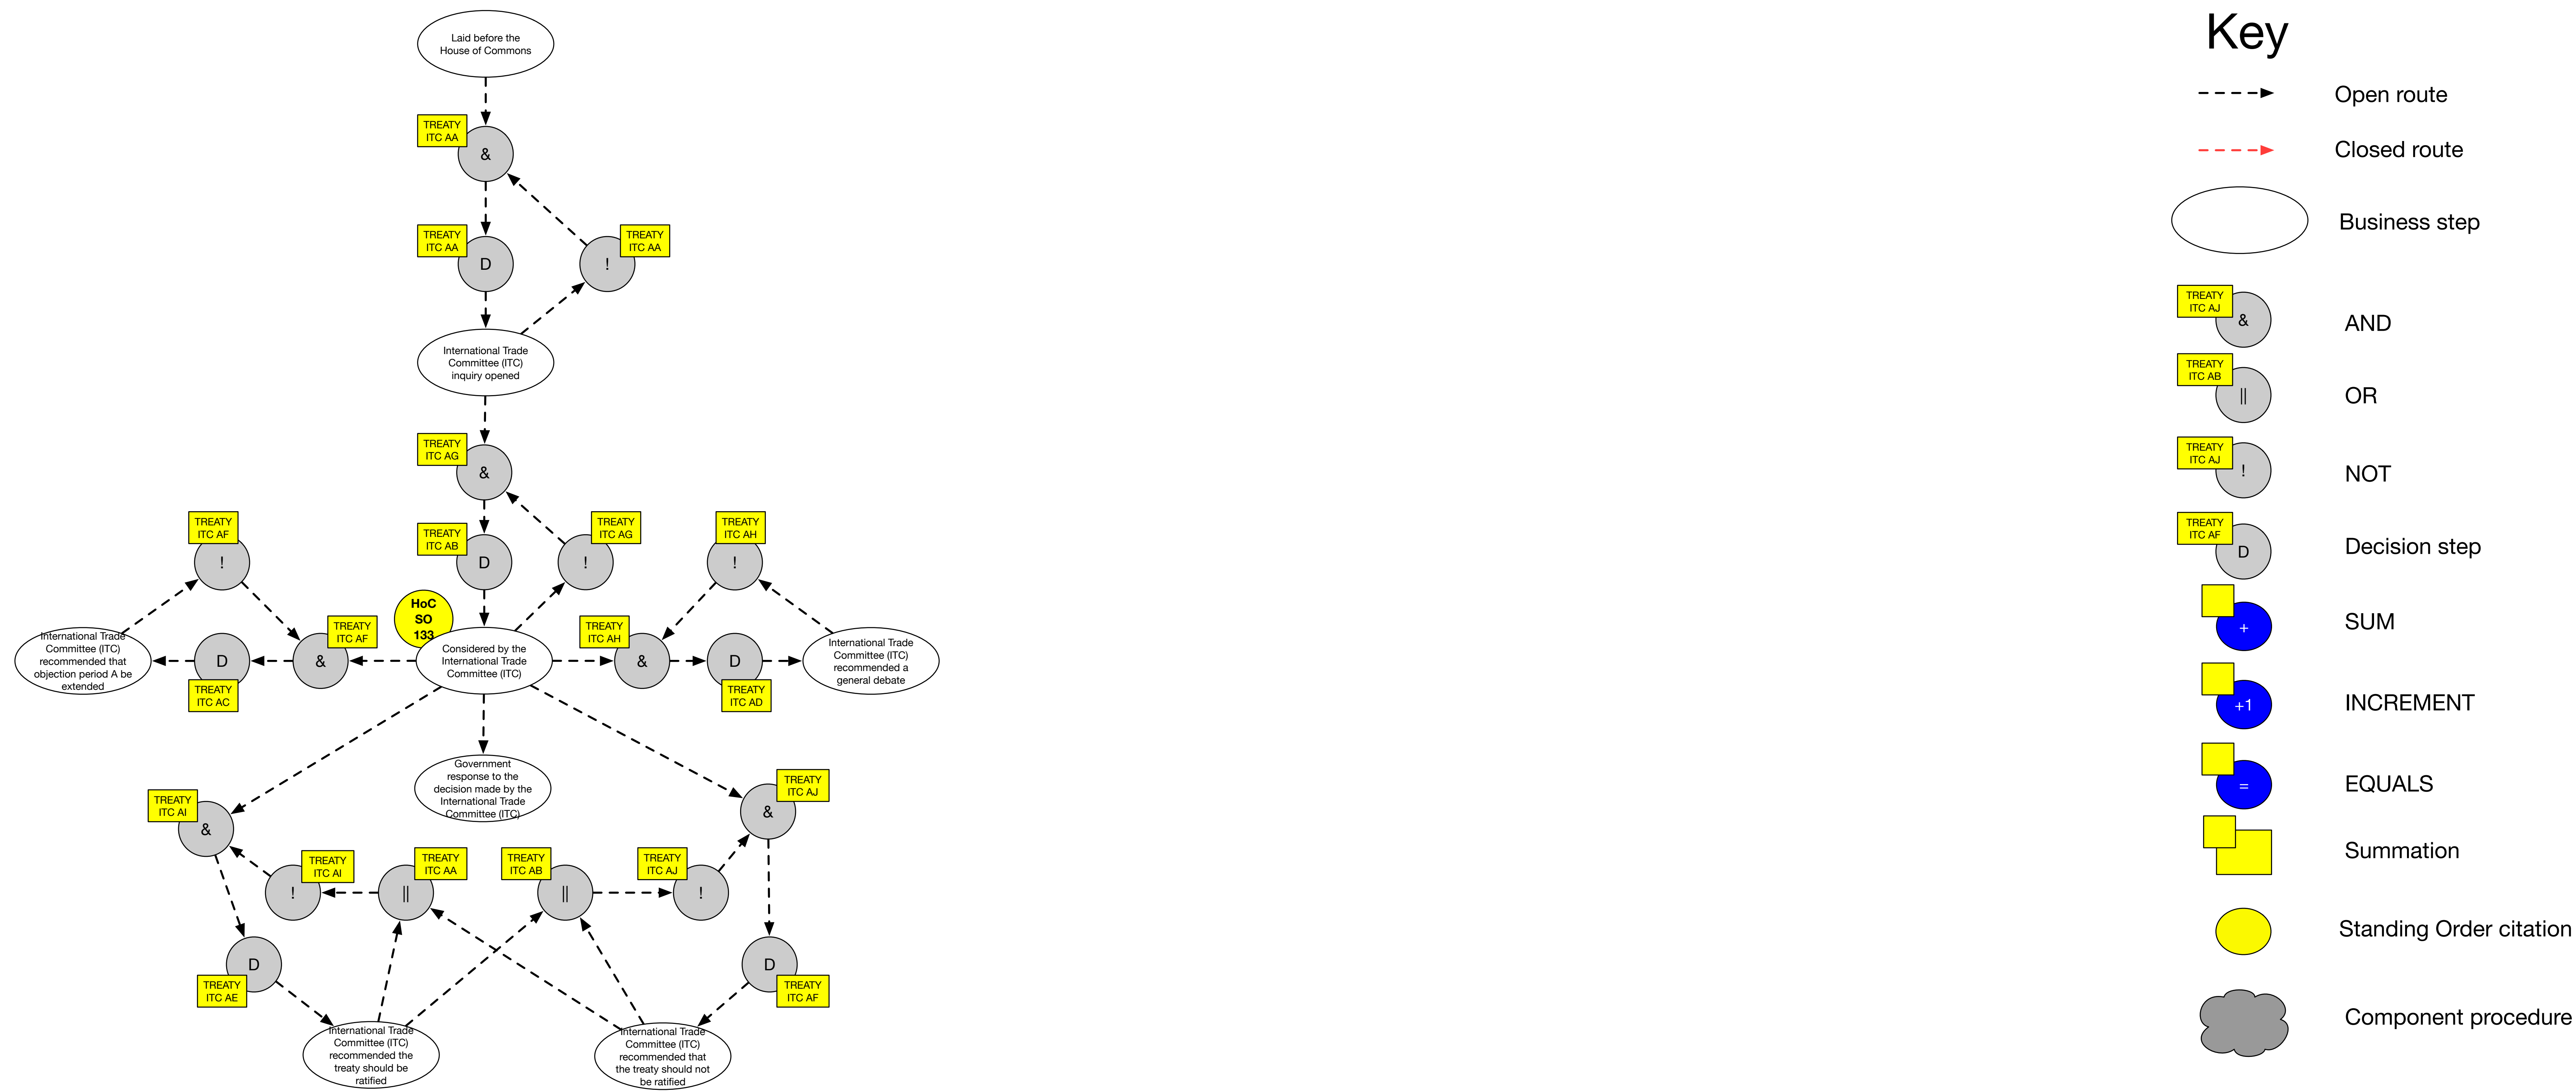 Laid before the
House of Commons
TREATY
ITC AA
&
TREATY
ITC AA
D
TREATY
ITC AA
!
International Trade
Committee (ITC)
inquiry opened
TREATY
ITC AG
&
TREATY
ITC AF
!
TREATY
ITC AB
D
TREATY
ITC AG
!
TREATY
ITC AH
!
HoC
SO
133
International Trade
Committee (ITC)
recommended that
objection period A be
extended
D
TREATY
ITC AC
TREATY
ITC AF
&
Considered by the
International Trade
Committee (ITC)
TREATY
ITC AH
&
D
TREATY
ITC AD
International Trade
Committee (ITC)
recommended a
general debate
Government
response to the
decision made by the
International Trade
Committee (ITC)
TREATY
ITC AI
&
TREATY
ITC AJ
&
TREATY
ITC AI
!
TREATY
ITC AA
||
TREATY
ITC AB
||
TREATY
ITC AJ
!
D
TREATY
ITC AE
D
TREATY
ITC AF
International Trade
Committee (ITC)
recommended the
treaty should be
ratified
International Trade
Committee (ITC)
recommended that
the treaty should not
be ratified
Key
Open route
Closed route
Business step
TREATY
ITC AJ
&
AND
TREATY
ITC AB
||
OR
TREATY
ITC AJ
!
NOT
TREATY
ITC AF
D
Decision step
+
SUM
+1
INCREMENT
=
EQUALS
Summation
Standing Order citation
Component procedure